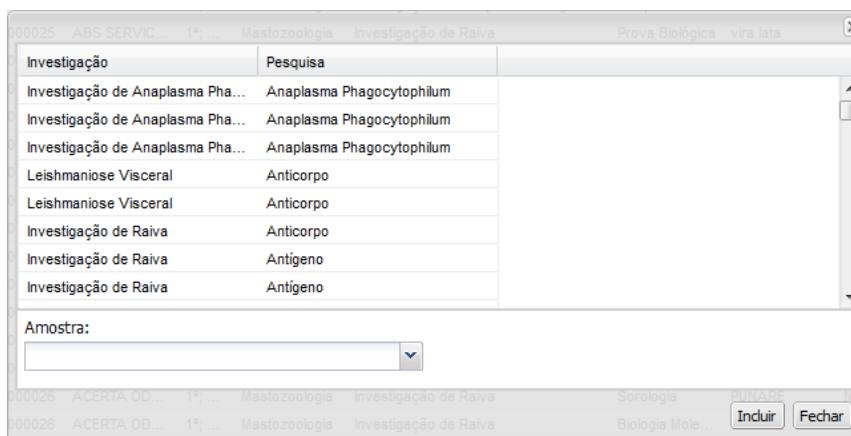 000025 ABS SERVIC... 1ª; ... Mastozoologia Investigação de Raiva Prova Biológica vira lata
Investigação Pesquisa
Investigação de Anaplasma Pha... Anaplasma Phagocytophilum
Investigação de Anaplasma Pha... Anaplasma Phagocytophilum
Investigação de Anaplasma Pha... Anaplasma Phagocytophilum
Leishmaniose Visceral Anticorpo
Leishmaniose Visceral Anticorpo
Investigação de Raiva Anticorpo
Investigação de Raiva Antígeno
Investigação de Raiva Antígeno
Amostra:
000026 ACERTA OD... 1ª; ... Mastozoologia Investigação de Raiva Sorologia PUNARE
000026 ACERTA OD... 1ª; ... Mastozoologia Investigação de Raiva Biologia Mole...
Incluir Fechar